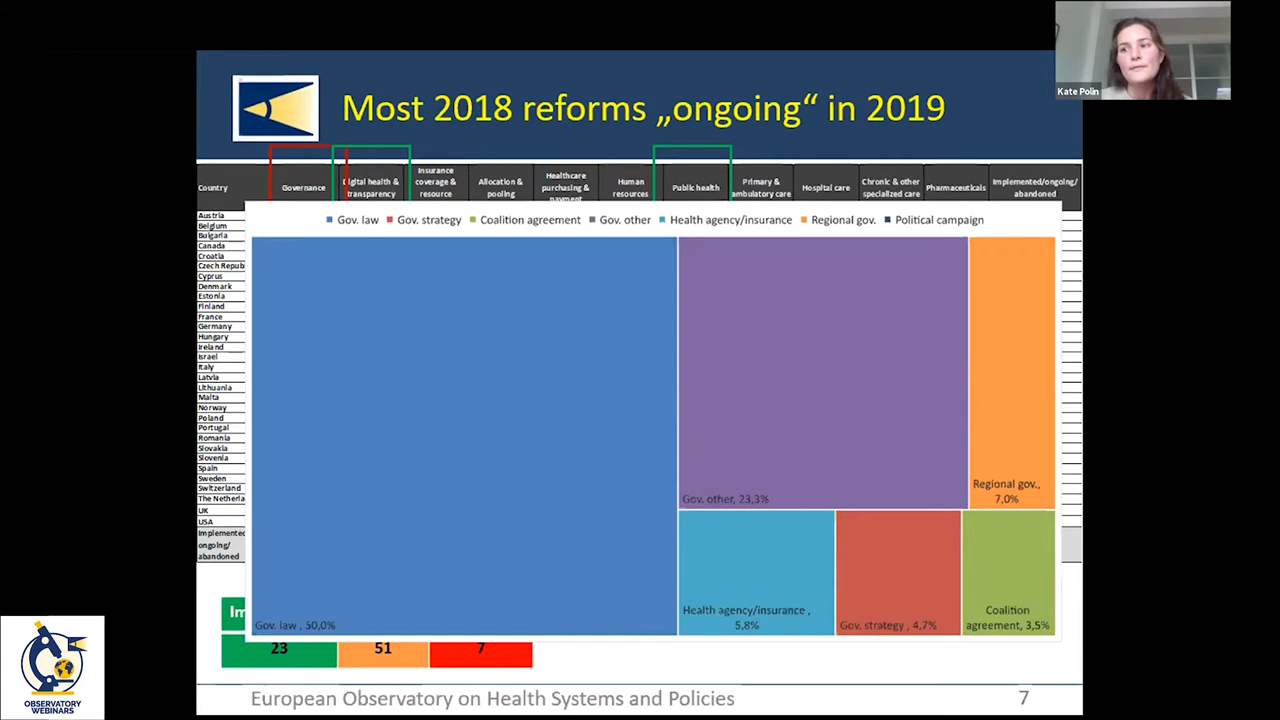 Kate Polin
Most 2018 reforms „ongoing“ in 2019
Country
Governance
Digital health &
transparency
Insurance
coverage &
resource
Allocation &
pooling
Healthcare
purchasing &
payment
Human
resources
Public health
Primary &
ambulatory care
Hospital care
Chronic & other
specialized care
Pharmaceuticals
Implemented/ongoing/
abandoned
Austria
Belgium
Bulgaria
Canada
Croatia
Czech Repub
Cyprus
Denmark
Estonia
Finland
France
Germany
Hungary
Ireland
Israel
Italy
Latvia
Lithuania
Malta
Norway
Poland
Portugal
Romania
Slovakia
Slovenia
Spain
Sweden
Switzerland
The Netherla
UK
USA
Implemented
ongoing/
abandoned
Gov. law
Gov. strategy
Coalition agreement
Gov. other
Health agency/insurance
Regional gov.
Political campaign
Gov. law , 50,0%
Gov. other, 23,3%
Regional gov.,
7,0%
Health agency/insurance ,
5,8%
Gov. strategy , 4,7%
Coalition
agreement, 3,5%
23
51
7
European Observatory on Health Systems and Policies
7
OBSERVATORY
WEBINARS